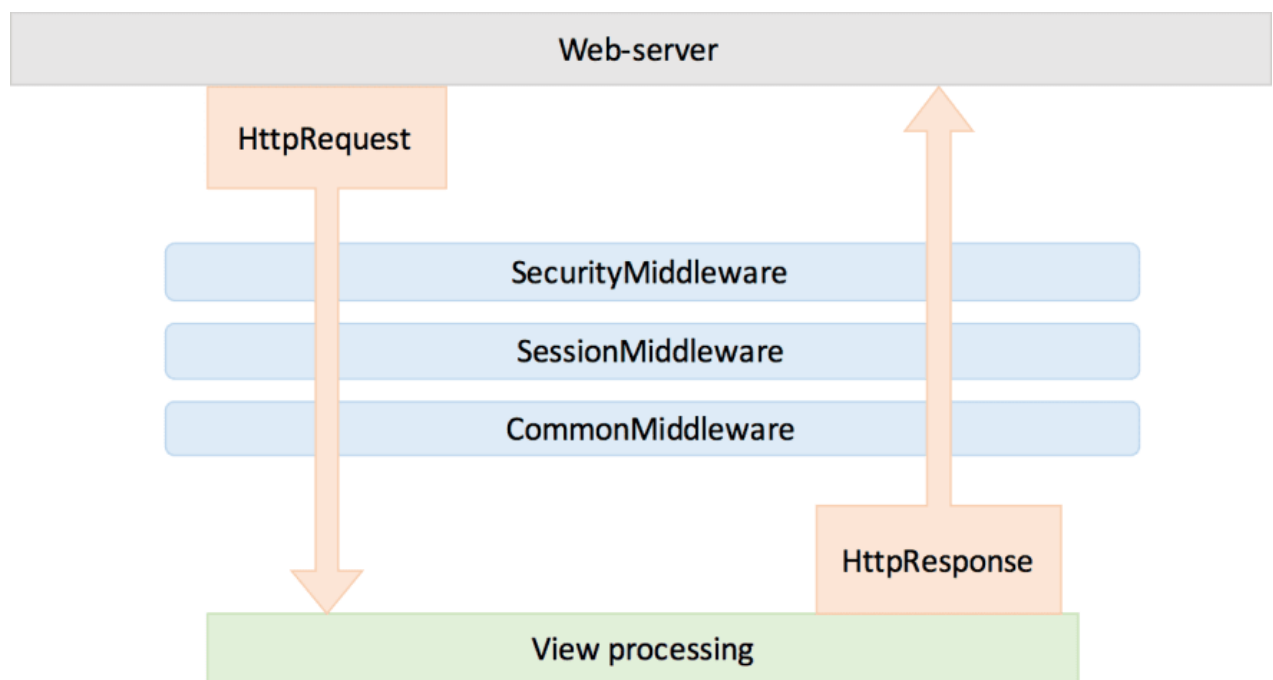 Web-server
HttpRequest
SecurityMiddleware
SessionMiddleware
CommonMiddleware
HttpResponse
View processing